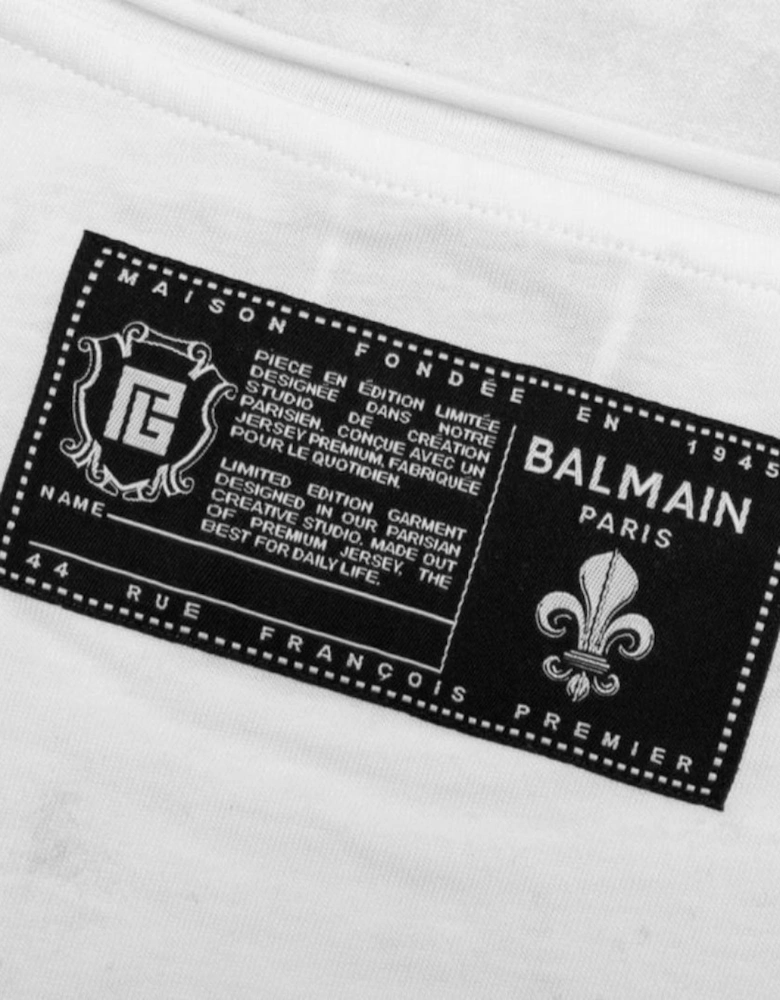 MAISON FONDÉE EN 1945
PIÈCE EN ÉDITION LIMITÉE
DESIGNÉE DANS NOTRE
STUDIO DE CRÉATION
PARISIEN, CONÇUE AVEC UN
JERSEY PREMIUM, FABRIQUÉE
POUR LE QUOTIDIEN.
LIMITED EDITION GARMENT
DESIGNED IN OUR PARISIAN
CREATIVE STUDIO. MADE OUT
OF PREMIUM JERSEY. THE
BEST FOR DAILY LIFE.
NAME
BALMAIN
PARIS
44 RUE FRANÇOIS PREMIER